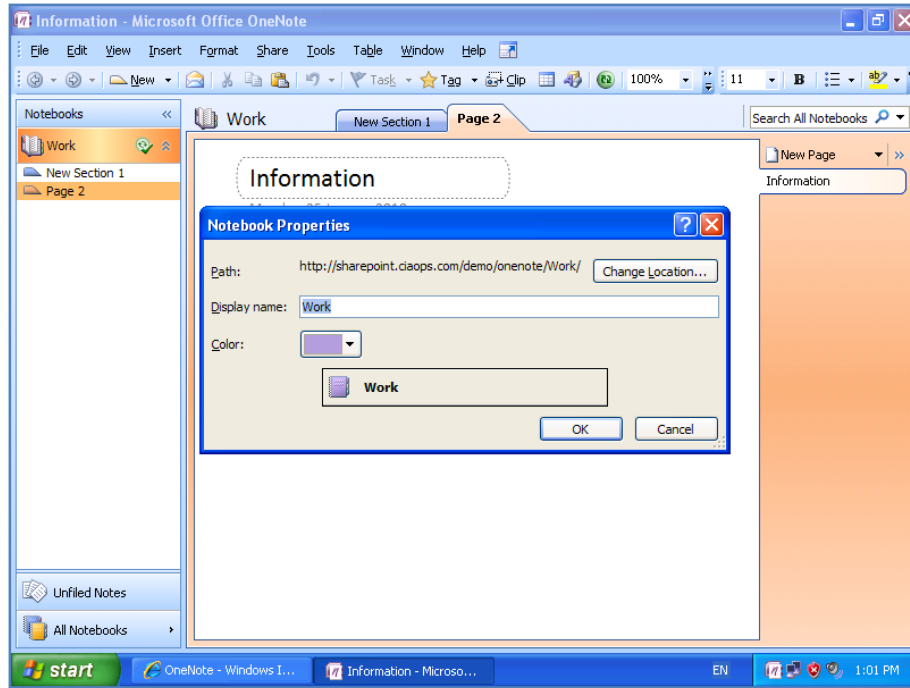 Information - Microsoft Office OneNote
File Edit View Insert Format Share Tools Table Window Help
New Task Tag Clip 100% 11 B ab
Notebooks « Work New Section 1 Page 2 Search All Notebooks
Work
New Section 1
Page 2
Information
New Page »
Information
Notebook Properties
Path: http://sharepoint.ciaops.com/demo/onenote/Work/ Change Location...
Display name: Work
Color:
Work
OK Cancel
Unfiled Notes
All Notebooks
start OneNote - Windows I... Information - Microso... EN 1:01 PM